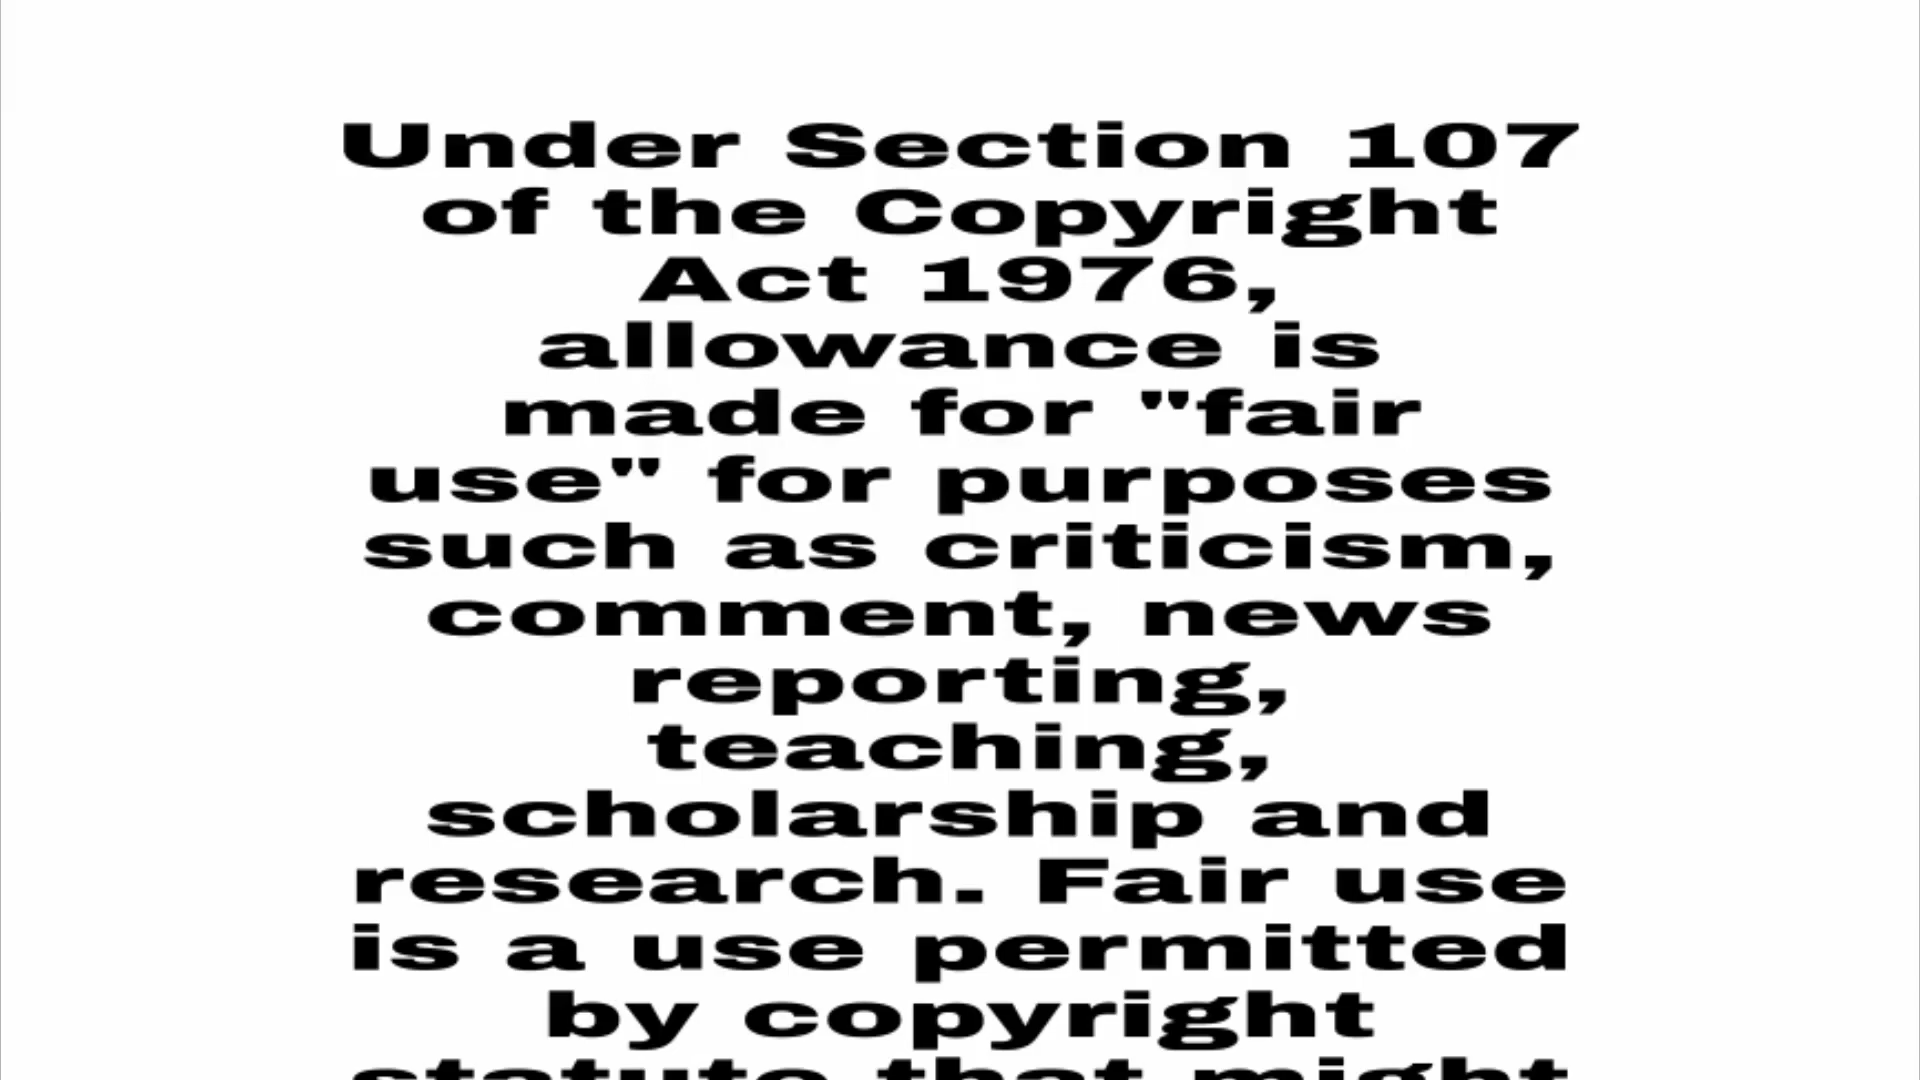 Under Section 107
of the Copyright
Act 1976,
allowance is
made for "fair
use" for purposes
such as criticism,
comment, news
reporting,
teaching,
scholarship and
research. Fair use
is a use permitted
by copyright
statute that might